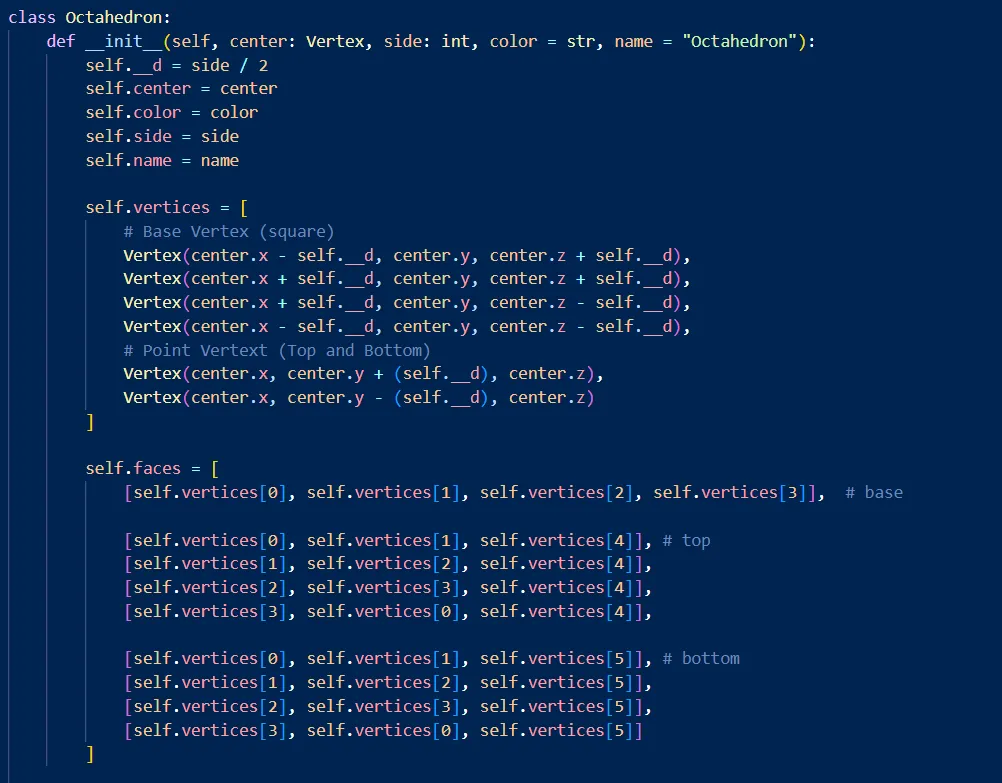 class Octahedron:
    def __init__(self, center: Vertex, side: int, color = str, name = "Octahedron"):
        self.__d = side / 2
        self.center = center
        self.color = color
        self.side = side
        self.name = name

        self.vertices = [
            # Base Vertex (square)
            Vertex(center.x - self.__d, center.y, center.z + self.__d),
            Vertex(center.x + self.__d, center.y, center.z + self.__d),
            Vertex(center.x + self.__d, center.y, center.z - self.__d),
            Vertex(center.x - self.__d, center.y, center.z - self.__d),
            # Point Vertext (Top and Bottom)
            Vertex(center.x, center.y + (self.__d), center.z),
            Vertex(center.x, center.y - (self.__d), center.z)
        ]

        self.faces = [
            [self.vertices[0], self.vertices[1], self.vertices[2], self.vertices[3]],  # base

            [self.vertices[0], self.vertices[1], self.vertices[4]], # top
            [self.vertices[1], self.vertices[2], self.vertices[4]],
            [self.vertices[2], self.vertices[3], self.vertices[4]],
            [self.vertices[3], self.vertices[0], self.vertices[4]],

            [self.vertices[0], self.vertices[1], self.vertices[5]], # bottom
            [self.vertices[1], self.vertices[2], self.vertices[5]],
            [self.vertices[2], self.vertices[3], self.vertices[5]],
            [self.vertices[3], self.vertices[0], self.vertices[5]]
        ]